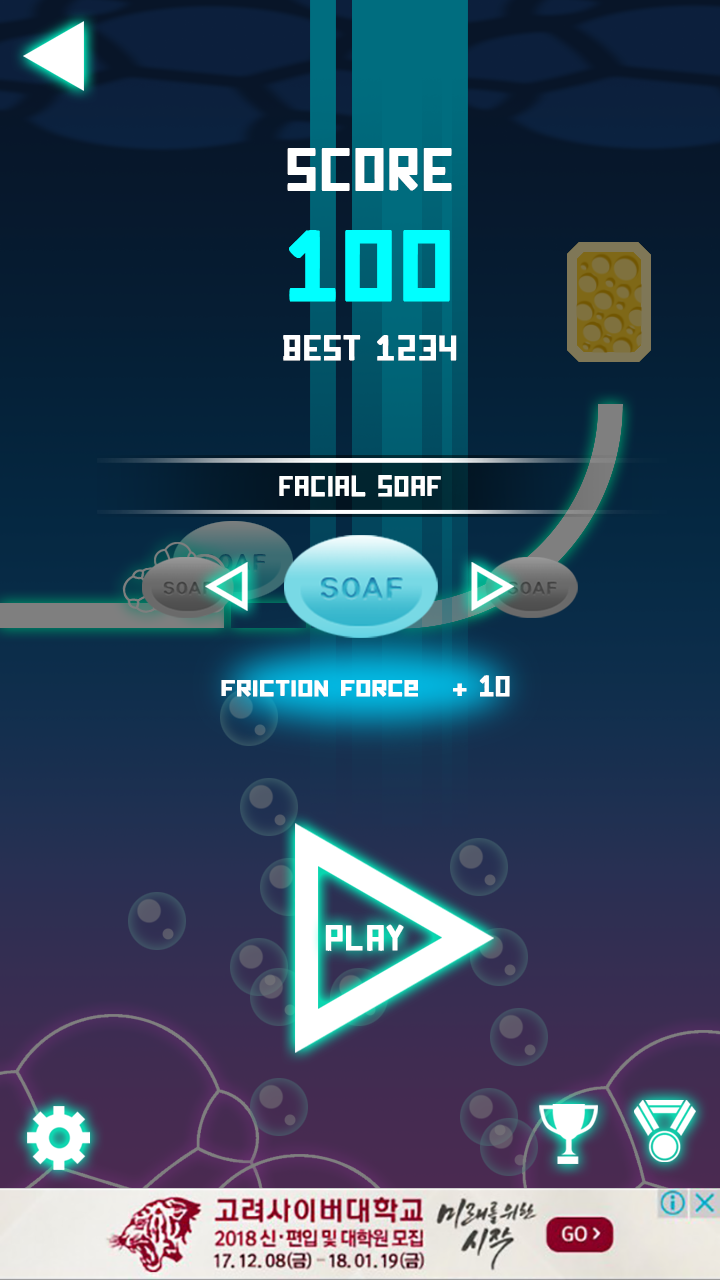 SCORE
100
BEST 1234
FACIAL SOAF
SOAF
SOAF
SOAF
SOAF
FRICTION FORCE + 10
PLAY
고려사이버대학교
2018 신·편입 및 대학원 모집
17.12.08(금) - 18.01.19(금)
미래를 위한
시작
GO >